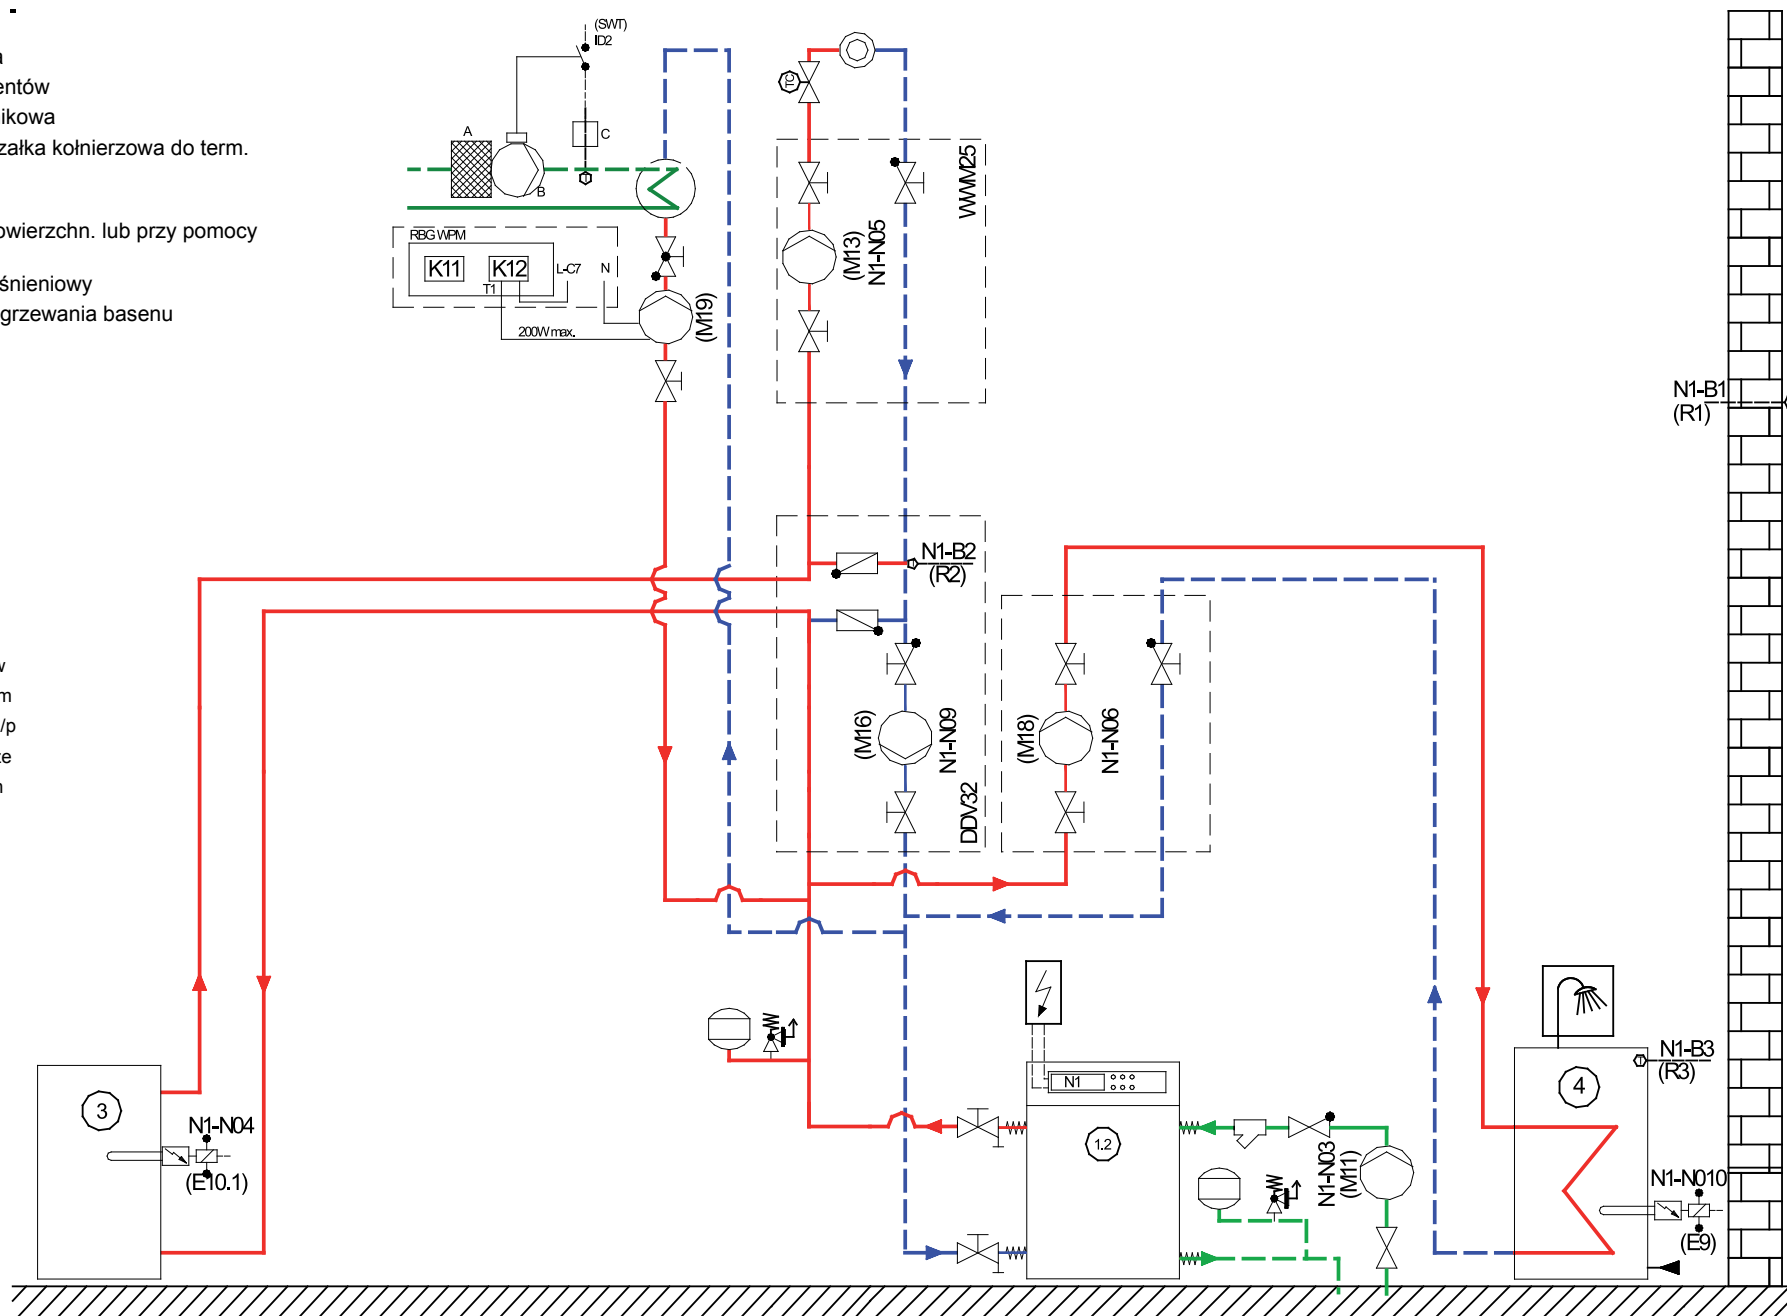 entów
nikowa
załka kołnierzowa do term.
owierzchn. lub przy pomocy
śnieniowy
grzewania basenu
w
m
/p
ze
n
(SWT)
ID2
A
B
C
RBG WPM
K11
K12
L-C7
N
T1
200W max.
(M19)
TC
WWM25
(M13)
N1-N05
N1-B1
(R1)
N1-B2
(R2)
(M16)
N1-N09
DDV32
(M18)
N1-N06
3
N1-N04
(E10.1)
N1
1.2
N1-N03
(M11)
T
N1-B3
(R3)
4
N1-N010
(E9)